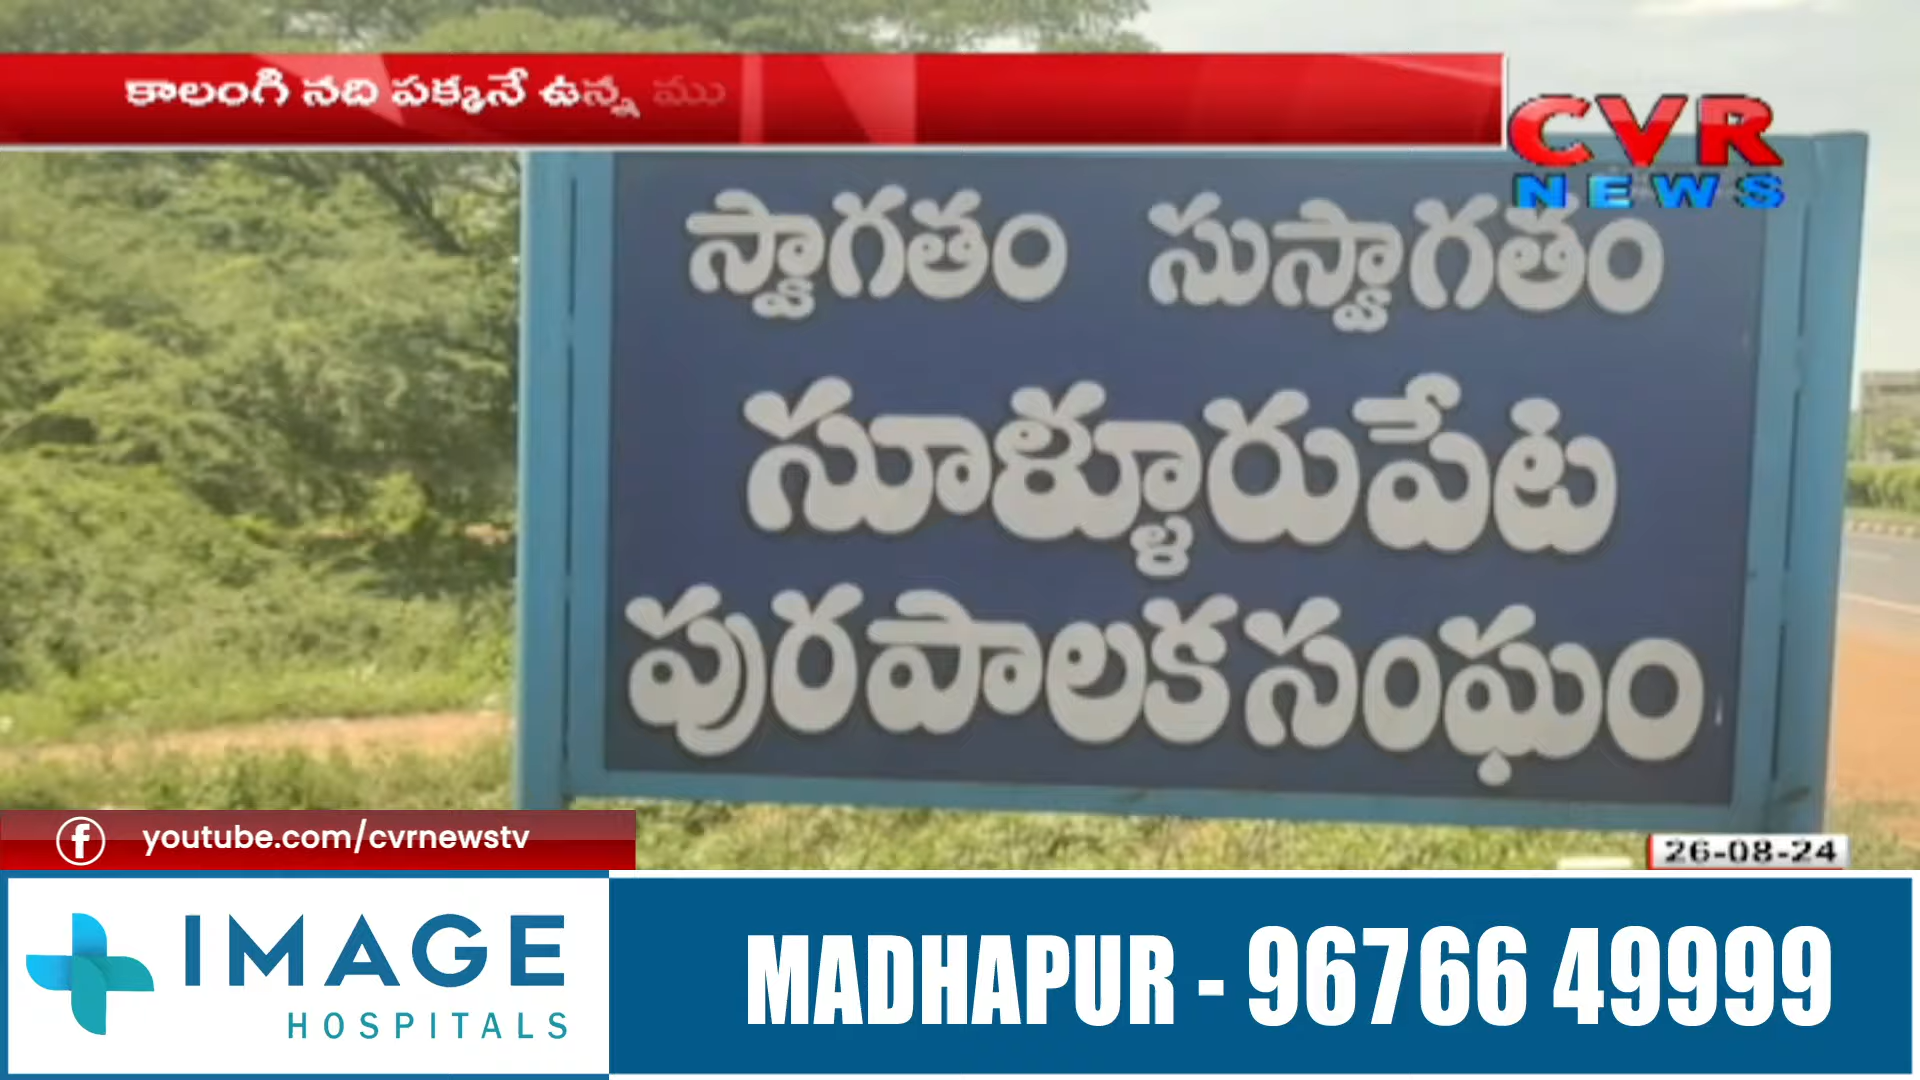 కాలంగి నది పక్కనే ఉన్న ము
CVR
NEWS
స్వాగతం సుస్వాగతం
సూళ్ళూరుపేట
పురపాలక సంఘం
youtube.com/cvrnewstv
26-08-24
IMAGE
HOSPITALS
MADHAPUR - 96766 49999